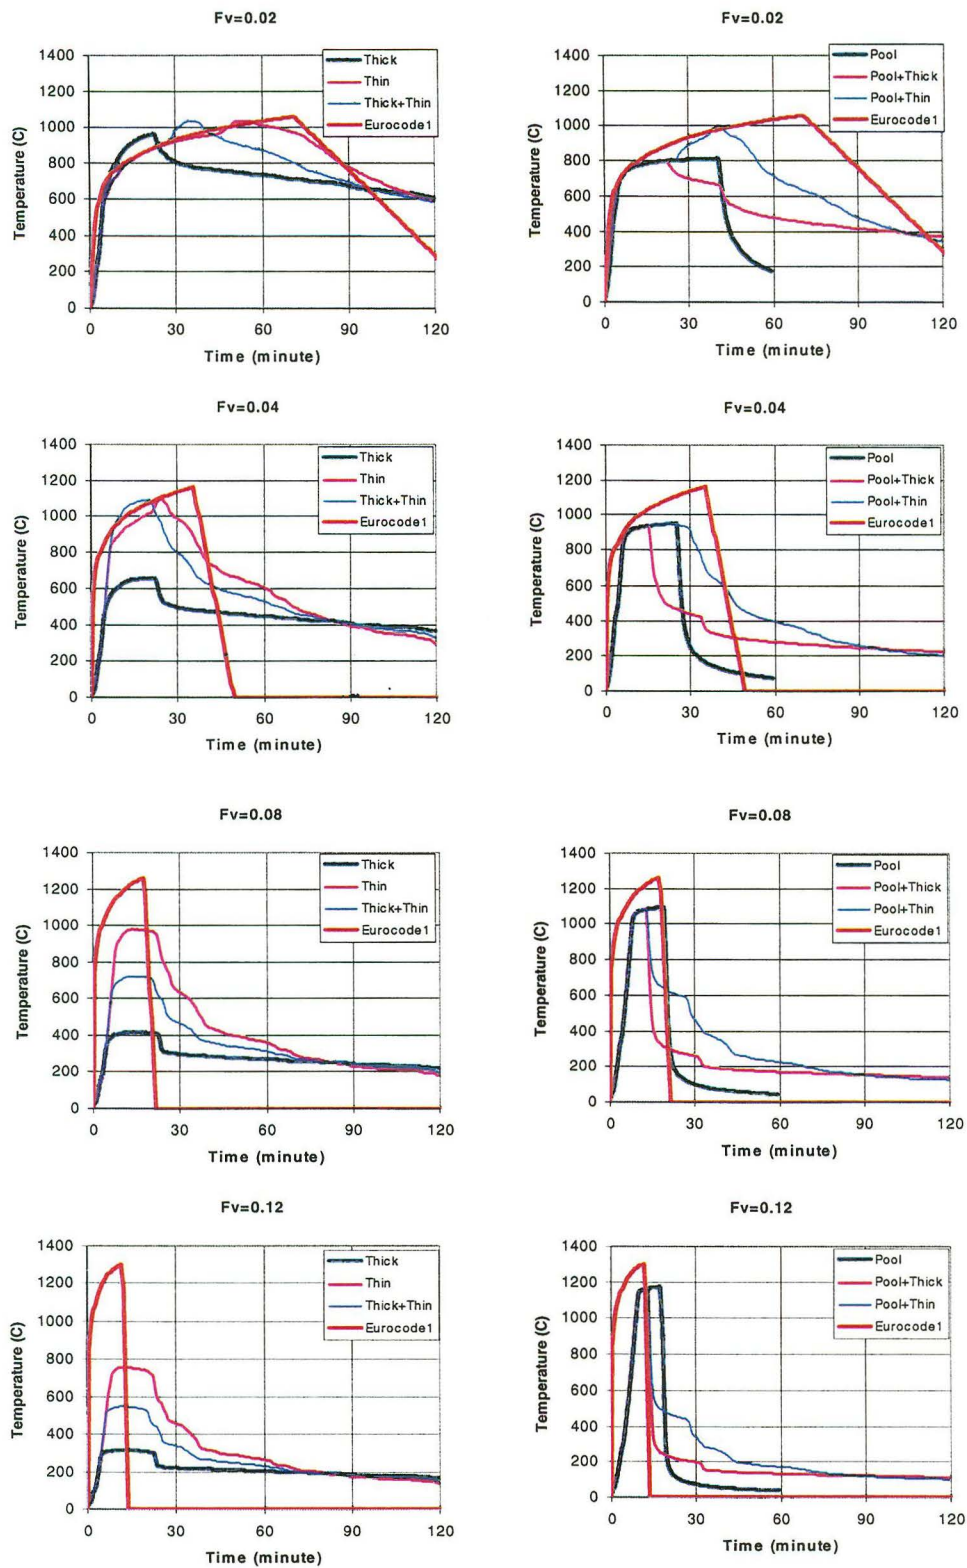 Fv=0.02
1400
1200
1000
800
600
400
200
0
Temperature (C)
Thick
Thin
Thick+Thin
Eurocode1
0 30 60 90 120
Time (minute)
Fv=0.02
1400
1200
1000
800
600
400
200
0
Temperature (C)
Pool
Pool+Thick
Pool+Thin
Eurocode1
0 30 60 90 120
Time (minute)
Fv=0.04
1400
1200
1000
800
600
400
200
0
Temperature (C)
Thick
Thin
Thick+Thin
Eurocode1
0 30 60 90 120
Time (minute)
Fv=0.04
1400
1200
1000
800
600
400
200
0
Temperature (C)
Pool
Pool+Thick
Pool+Thin
Eurocode1
0 30 60 90 120
Time (minute)
Fv=0.08
1400
1200
1000
800
600
400
200
0
Temperature (C)
Thick
Thin
Thick+Thin
Eurocode1
0 30 60 90 120
Time (minute)
Fv=0.08
1400
1200
1000
800
600
400
200
0
Temperature (C)
Pool
Pool+Thick
Pool+Thin
Eurocode1
0 30 60 90 120
Time (minute)
Fv=0.12
1400
1200
1000
800
600
400
200
0
Temperature (C)
Thick
Thin
Thick+Thin
Eurocode1
0 30 60 90 120
Time (minute)
Fv=0.12
1400
1200
1000
800
600
400
200
0
Temperature (C)
Pool
Pool+Thick
Pool+Thin
Eurocode1
0 30 60 90 120
Time (minute)